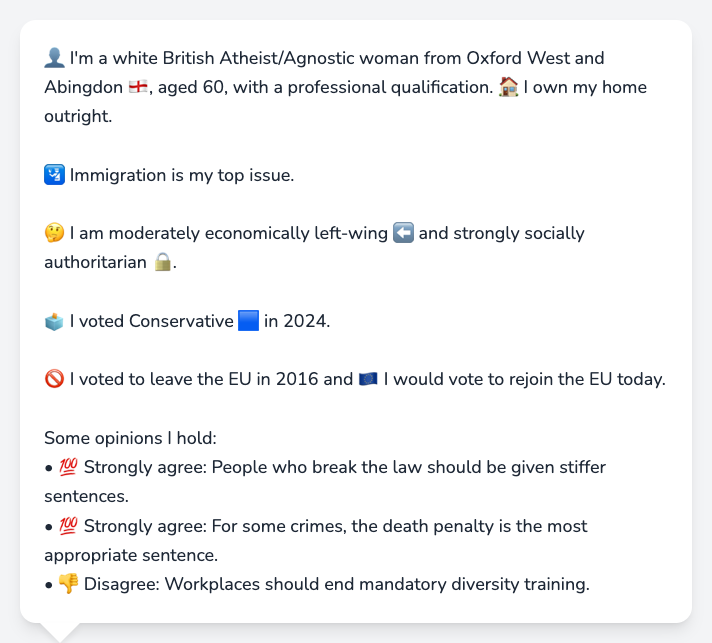 👤 I'm a white British Atheist/Agnostic woman from Oxford West and
Abingdon 🏴󠁧󠁢󠁥󠁮󠁧󠁿, aged 60, with a professional qualification. 🏠 I own my home
outright.
🛂 Immigration is my top issue.
🤔 I am moderately economically left-wing ⬅️ and strongly socially
authoritarian 🔒.
🗳️ I voted Conservative 🟦 in 2024.
🚫 I voted to leave the EU in 2016 and 🇪🇺 I would vote to rejoin the EU today.
Some opinions I hold:
• 💯 Strongly agree: People who break the law should be given stiffer
sentences.
• 💯 Strongly agree: For some crimes, the death penalty is the most
appropriate sentence.
• 👎 Disagree: Workplaces should end mandatory diversity training.